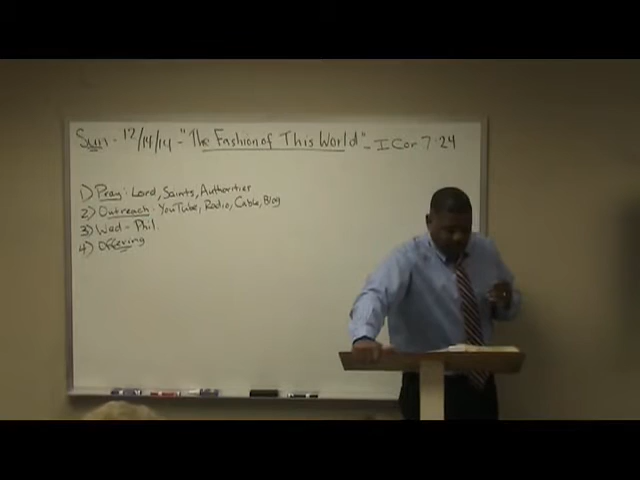 Sun - 12/14/14 - "The Fashion of This World" - I Cor 7:24
1) Pray: Lord, Saints, Authorities
2) Outreach: YouTube, Radio, Cable, Blog
3) Wed - Phil.
4) Offering